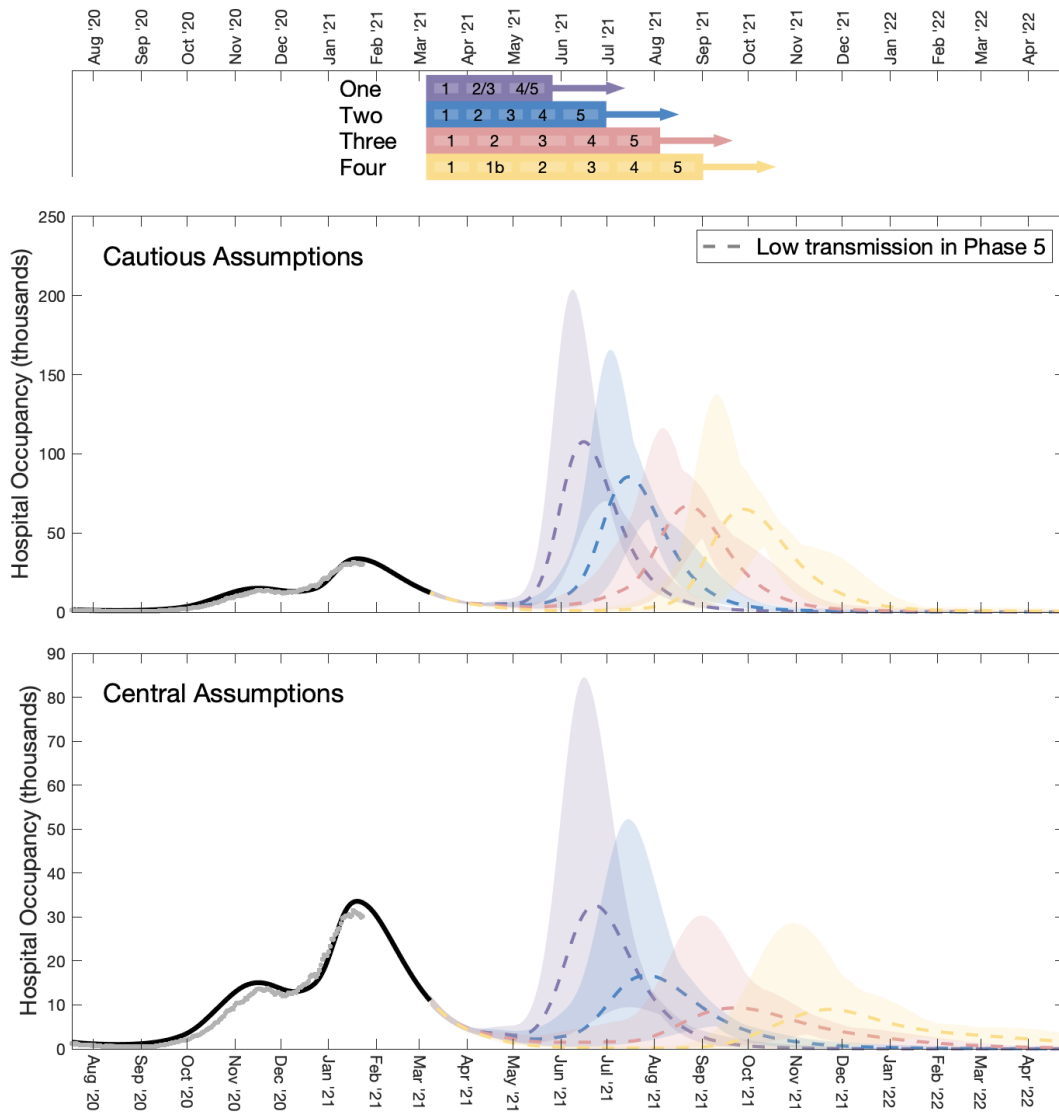 Aug '20 Sep '20 Oct '20 Nov '20 Dec '20 Jan '21 Feb '21 Mar '21 Apr '21 May '21 Jun '21 Jul '21 Aug '21 Sep '21 Oct '21 Nov '21 Dec '21 Jan '22 Feb '22 Mar '22 Apr '22
One 1 2/3 4/5
Two 1 2 3 4 5
Three 1 2 3 4 5
Four 1 1b 2 3 4 5
Hospital Occupancy (thousands)
250
Cautious Assumptions
Low transmission in Phase 5
200
150
100
50
0
Hospital Occupancy (thousands)
90
Central Assumptions
80
70
60
50
40
30
20
10
0
Aug '20 Sep '20 Oct '20 Nov '20 Dec '20 Jan '21 Feb '21 Mar '21 Apr '21 May '21 Jun '21 Jul '21 Aug '21 Sep '21 Oct '21 Nov '21 Dec '21 Jan '22 Feb '22 Mar '22 Apr '22